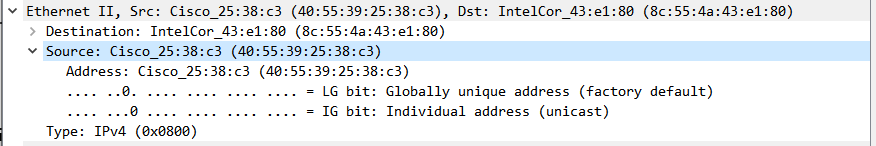 Ethernet II, Src: Cisco_25:38:c3 (40:55:39:25:38:c3), Dst: IntelCor_43:e1:80 (8c:55:4a:43:e1:80)
Destination: IntelCor_43:e1:80 (8c:55:4a:43:e1:80)
Source: Cisco_25:38:c3 (40:55:39:25:38:c3)
Address: Cisco_25:38:c3 (40:55:39:25:38:c3)
.... ..0. .... .... .... .... = LG bit: Globally unique address (factory default)
.... ...0 .... .... .... .... = IG bit: Individual address (unicast)
Type: IPv4 (0x0800)